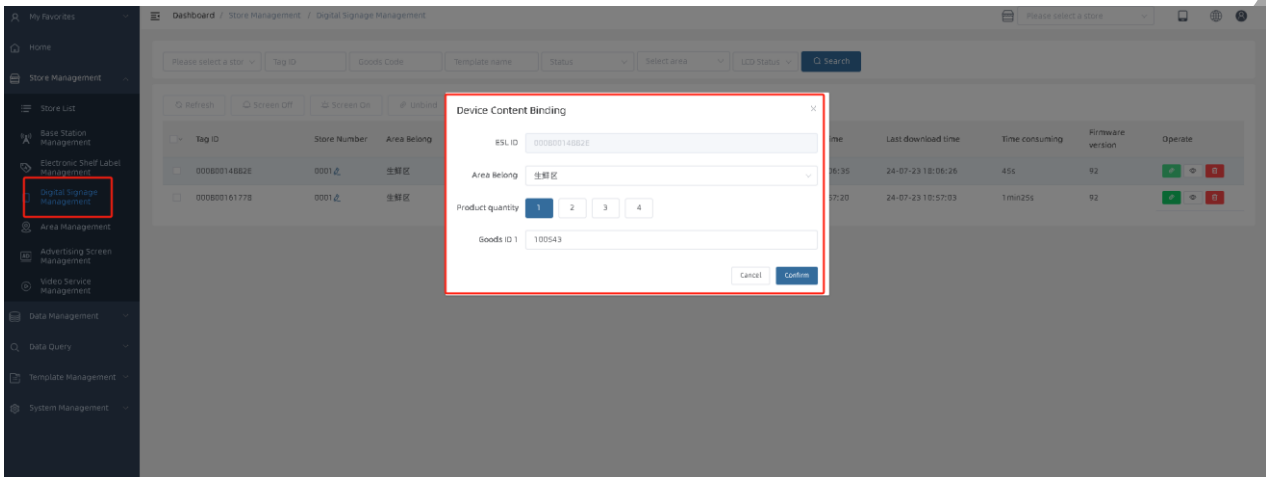 My Favorites
Dashboard / Store Management / Digital Signage Management
Please select a store
Home
Store Management
Please select a stor
Tag ID
Goods Code
Template name
Status
Select area
LCD Status
Search
Store List
Refresh
Screen Off
Screen On
Unbind
Base Station
Management
Tag ID
Store Number
Area Belong
Last download time
Time consuming
Firmware
version
Operate
Electronic Shelf Label
Management
0001
生鲜区
24-07-23 18:06:26
45s
92
Digital Signage
Management
0001
生鲜区
24-07-23 10:57:03
1min25s
92
Area Management
Advertising Screen
Management
Video Service
Management
Data Management
Data Query
Template Management
System Management
Device Content Binding
ESL ID
Area Belong
生鲜区
Product quantity
1
2
3
4
Goods ID 1
100543
Cancel
Confirm